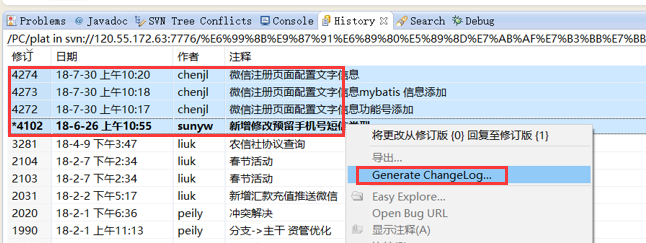 Problems @ Javadoc SVN Tree Conflicts Console History Search Debug
/PC/plat in svn://120.55.172.63:7776/%E6%99%8B%E9%87%91%E6%89%80%E5%89%8D%E7%AB%AF%E7%B3%BB%E7%BB
修订 日期 作者 注释
4274 18-7-30 上午10:20 chenjl 微信注册页面配置文字信息
4273 18-7-30 上午10:18 chenjl 微信注册页面配置文字信息mybatis 信息添加
4272 18-7-30 上午10:17 chenjl 微信注册页面配置文字信息功能号添加
*4102 18-6-26 上午10:55 sunyw 新增修改预留手机号短信类型
3281 18-4-9 下午3:47 liuk 农信社协议查询
2104 18-2-7 下午2:34 liuk 春节活动
2103 18-2-7 下午2:34 liuk 春节活动
2031 18-2-2 下午5:17 liuk 新增汇款充值推送微信
2020 18-2-1 下午6:36 peily 冲突解决
1990 18-2-1 上午11:13 peily 分支->主干 资管优化
将更改从修订版 {0} 回复至修订版 {1}
导出...
Generate ChangeLog...
Easy Explore...
Open Bug URL
显示注释(A)